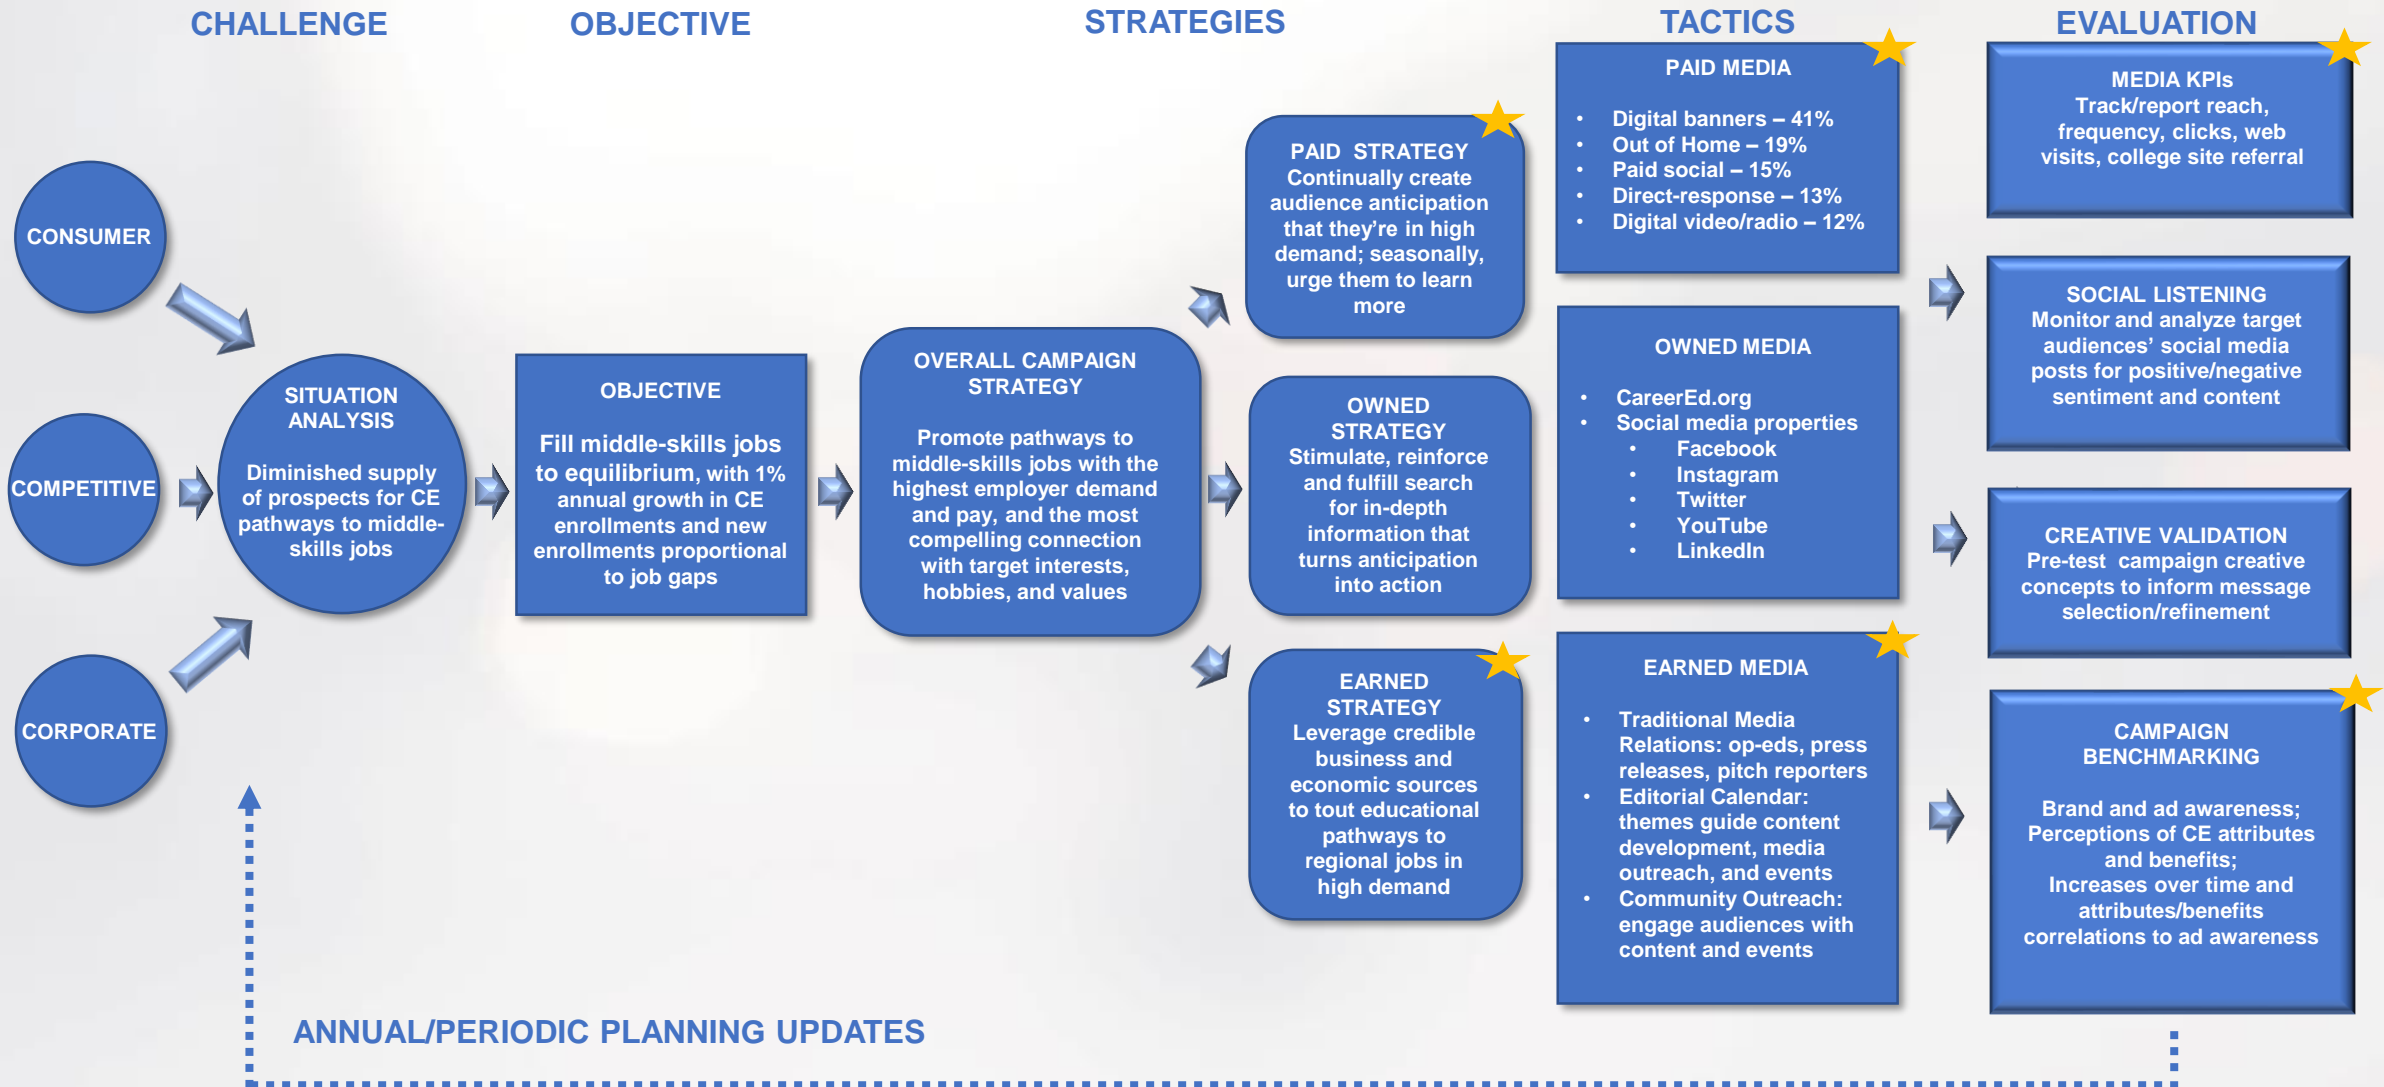 CHALLENGE
OBJECTIVE
STRATEGIES
TACTICS
EVALUATION
CONSUMER
COMPETITIVE
CORPORATE
SITUATION
ANALYSIS
Diminished supply
of prospects for CE
pathways to middle-
skills jobs
OBJECTIVE
Fill middle-skills jobs
to equilibrium, with 1%
annual growth in CE
enrollments and new
enrollments proportional
to job gaps
OVERALL CAMPAIGN
STRATEGY
Promote pathways to
middle-skills jobs with the
highest employer demand
and pay, and the most
compelling connection
with target interests,
hobbies, and values
PAID STRATEGY
Continually create
audience anticipation
that they're in high
demand; seasonally,
urge them to learn
more
OWNED
STRATEGY
Stimulate, reinforce
and fulfill search
for in-depth
information that
turns anticipation
into action
EARNED
STRATEGY
Leverage credible
business and
economic sources
to tout educational
pathways to
regional jobs in
high demand
PAID MEDIA
• Digital banners – 41%
• Out of Home – 19%
• Paid social – 15%
• Direct-response – 13%
• Digital video/radio – 12%
OWNED MEDIA
• CareerEd.org
• Social media properties
• Facebook
• Instagram
• Twitter
• YouTube
• LinkedIn
EARNED MEDIA
• Traditional Media
Relations: op-eds, press
releases, pitch reporters
• Editorial Calendar:
themes guide content
development, media
outreach, and events
• Community Outreach:
engage audiences with
content and events
MEDIA KPIs
Track/report reach,
frequency, clicks, web
visits, college site referral
SOCIAL LISTENING
Monitor and analyze target
audiences' social media
posts for positive/negative
sentiment and content
CREATIVE VALIDATION
Pre-test campaign creative
concepts to inform message
selection/refinement
CAMPAIGN
BENCHMARKING
Brand and ad awareness;
Perceptions of CE attributes
and benefits;
Increases over time and
attributes/benefits
correlations to ad awareness
ANNUAL/PERIODIC PLANNING UPDATES